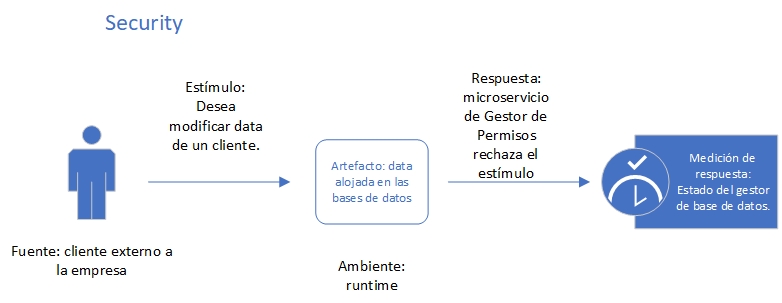 Security
Estímulo:
Desea
modificar data
de un cliente.
Respuesta:
microservicio
de Gestor de
Permisos
rechaza el
estímulo
Artefacto: data
alojada en las
bases de datos
Medición de
respuesta:
Estado del gestor
de base de datos.
Fuente: cliente externo a
la empresa
Ambiente:
runtime